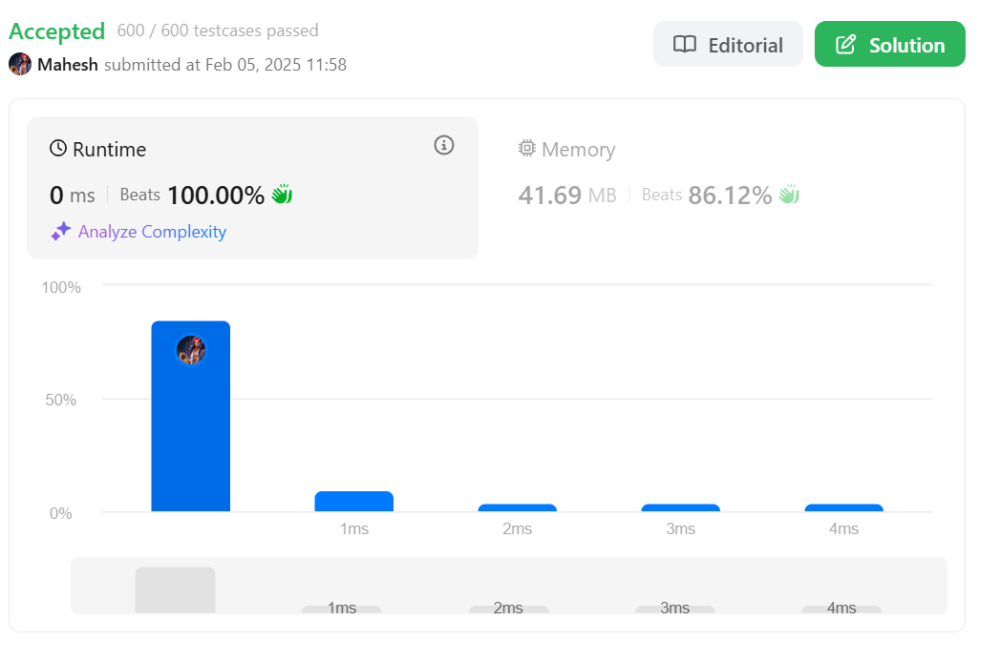 Accepted 600 / 600 testcases passed
Mahesh submitted at Feb 05, 2025 11:58
Editorial
Solution
Runtime
0 ms Beats 100.00%
Analyze Complexity
Memory
41.69 MB Beats 86.12%
100%
50%
0%
1ms 2ms 3ms 4ms
1ms 2ms 3ms 4ms